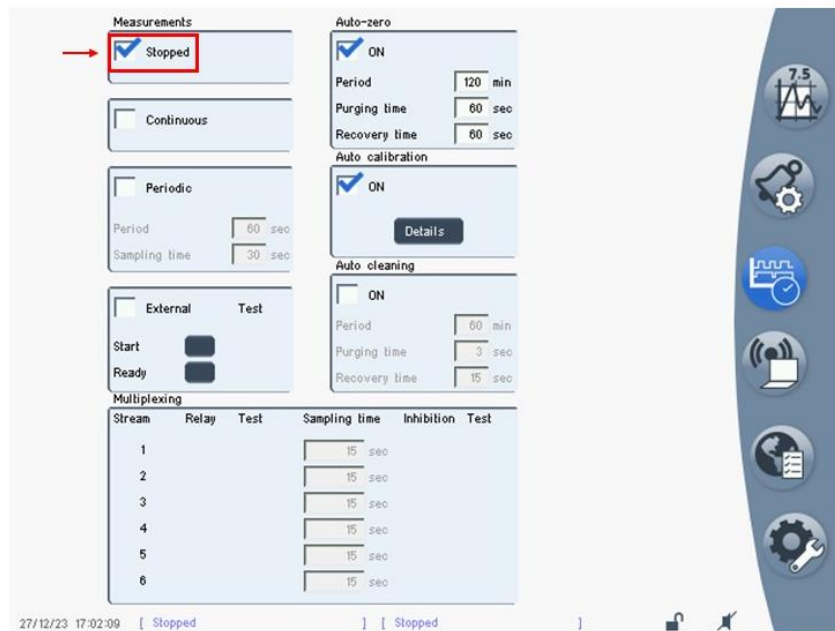 Measurements
Stopped
Continuous
Periodic
Period 60 sec
Sampling time 30 sec
External Test
Start
Ready
Auto-zero
ON
Period 120 min
Purging time 60 sec
Recovery time 60 sec
Auto calibration
ON
Details
Auto cleaning
ON
Period 60 min
Purging time 3 sec
Recovery time 15 sec
Multiplexing
Stream Relay Test Sampling time Inhibition Test
1 15 sec
2 15 sec
3 15 sec
4 15 sec
5 15 sec
6 15 sec
7.5
27/12/23 17:02:09 [ Stopped ] [ Stopped ]